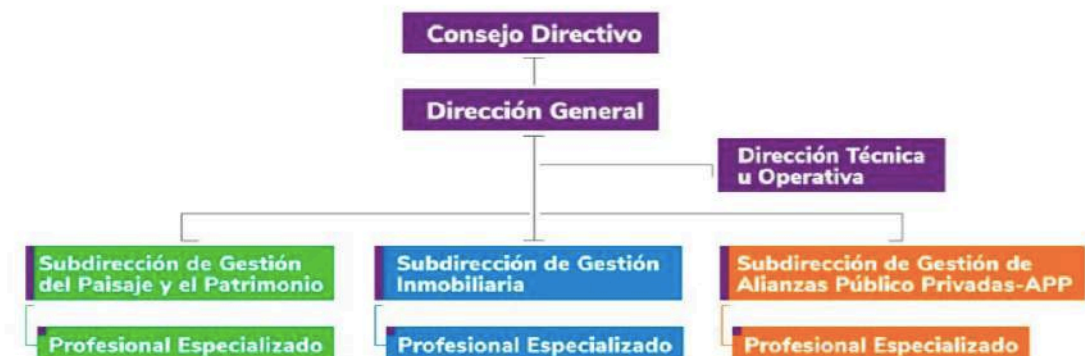 Consejo Directivo
Dirección General
Dirección Técnica
u Operativa
Subdirección de Gestión
del Paisaje y el Patrimonio
Subdirección de Gestión
Inmobiliaria
Subdirección de Gestión de
Alianzas Público Privadas-APP
Profesional Especializado
Profesional Especializado
Profesional Especializado